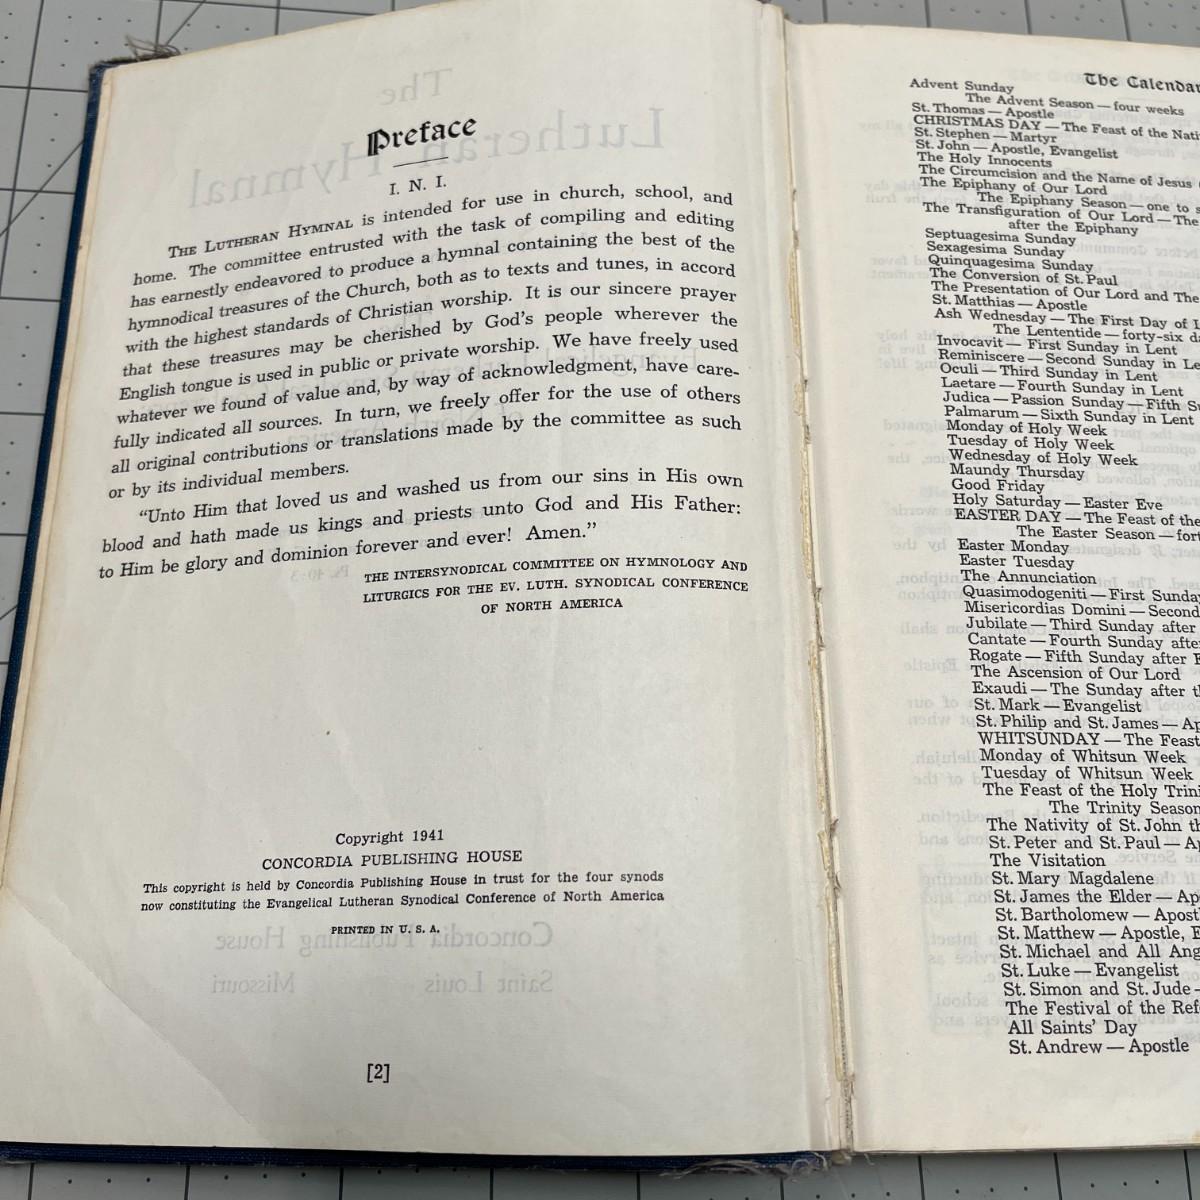 Preface
I. N. I.
THE LUTHERAN HYMNAL is intended for use in church, school, and
home. The committee entrusted with the task of compiling and editing
has earnestly endeavored to produce a hymnal containing the best of the
hymnodical treasures of the Church, both as to texts and tunes, in accord
with the highest standards of Christian worship. It is our sincere prayer
that these treasures may be cherished by God's people wherever the
English tongue is used in public or private worship. We have freely used
whatever we found of value and, by way of acknowledgment, have care-
fully indicated all sources. In turn, we freely offer for the use of others
all original contributions or translations made by the committee as such
or by its individual members.
"Unto Him that loved us and washed us from our sins in His own
blood and hath made us kings and priests unto God and His Father:
to Him be glory and dominion forever and ever! Amen."
THE INTERSYNODICAL COMMITTEE ON HYMNOLOGY AND
LITURGICS FOR THE EV. LUTH. SYNODICAL CONFERENCE
OF NORTH AMERICA
Copyright 1941
CONCORDIA PUBLISHING HOUSE
This copyright is held by Concordia Publishing House in trust for the four synods
now constituting the Evangelical Lutheran Synodical Conference of North America
PRINTED IN U. S. A.
[2]
The Calendar
Advent Sunday
The Advent Season — four weeks
St. Thomas — Apostle
CHRISTMAS DAY — The Feast of the Nati
St. Stephen — Martyr
St. John — Apostle, Evangelist
The Holy Innocents
The Circumcision and the Name of Jesus
The Epiphany of Our Lord
The Epiphany Season — one to s
The Transfiguration of Our Lord — The
after the Epiphany
Septuagesima Sunday
Sexagesima Sunday
Quinquagesima Sunday
The Conversion of St. Paul
The Presentation of Our Lord and The
St. Matthias — Apostle
Ash Wednesday — The First Day of L
The Lententide — forty-six da
Invocavit — First Sunday in Lent
Reminiscere — Second Sunday in Le
Oculi — Third Sunday in Lent
Laetare — Fourth Sunday in Lent
Judica — Passion Sunday — Fifth Su
Palmarum — Sixth Sunday in Lent
Monday of Holy Week
Tuesday of Holy Week
Wednesday of Holy Week
Maundy Thursday
Good Friday
Holy Saturday — Easter Eve
EASTER DAY — The Feast of the
The Easter Season — fort
Easter Monday
Easter Tuesday
The Annunciation
Quasimodogeniti — First Sunday
Misericordias Domini — Second
Jubilate — Third Sunday after
Cantate — Fourth Sunday afte
Rogate — Fifth Sunday after E
The Ascension of Our Lord
Exaudi — The Sunday after t
St. Mark — Evangelist
St. Philip and St. James — Ap
WHITSUNDAY — The Feast
Monday of Whitsun Week
Tuesday of Whitsun Week
The Feast of the Holy Trini
The Trinity Season
The Nativity of St. John th
St. Peter and St. Paul — Ap
The Visitation
St. Mary Magdalene
St. James the Elder — Ap
St. Bartholomew — Apost
St. Matthew — Apostle, E
St. Michael and All Ang
St. Luke — Evangelist
St. Simon and St. Jude —
The Festival of the Ref
All Saints' Day
St. Andrew — Apostle